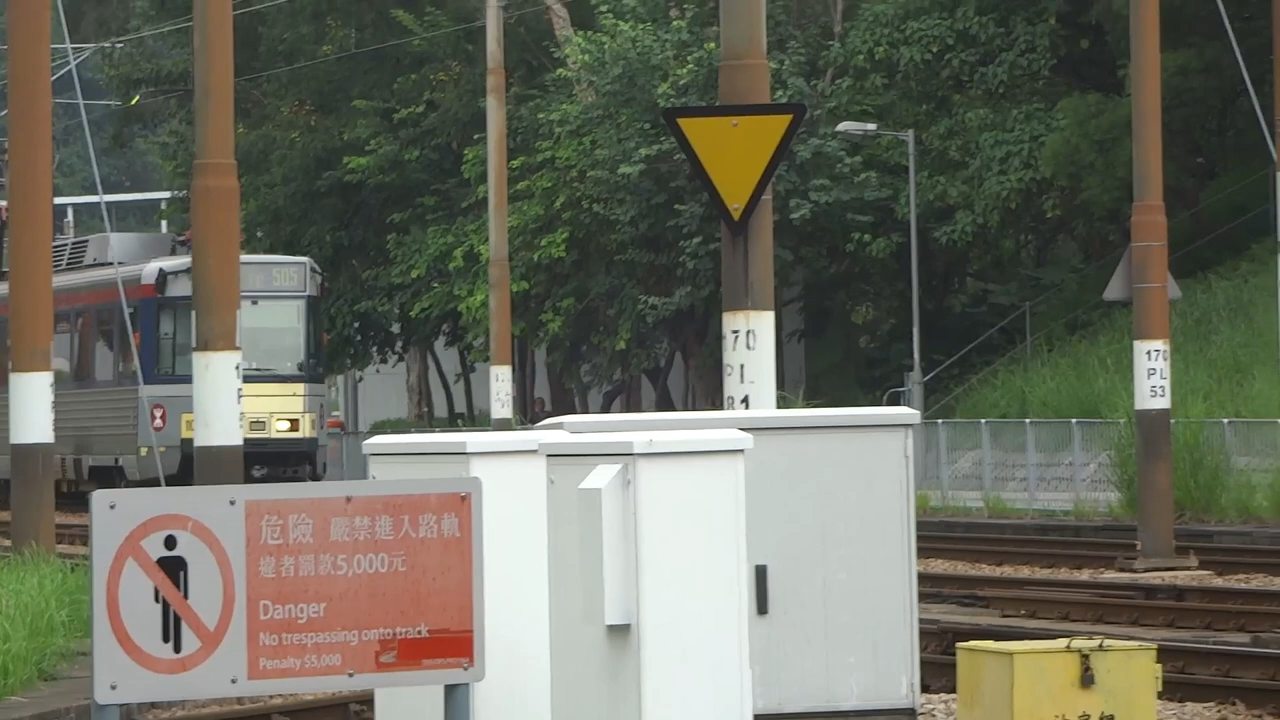 505
170
PL
53
危險 嚴禁進入路軌
違者罰款5,000元
Danger
No trespassing onto track
Penalty $5,000